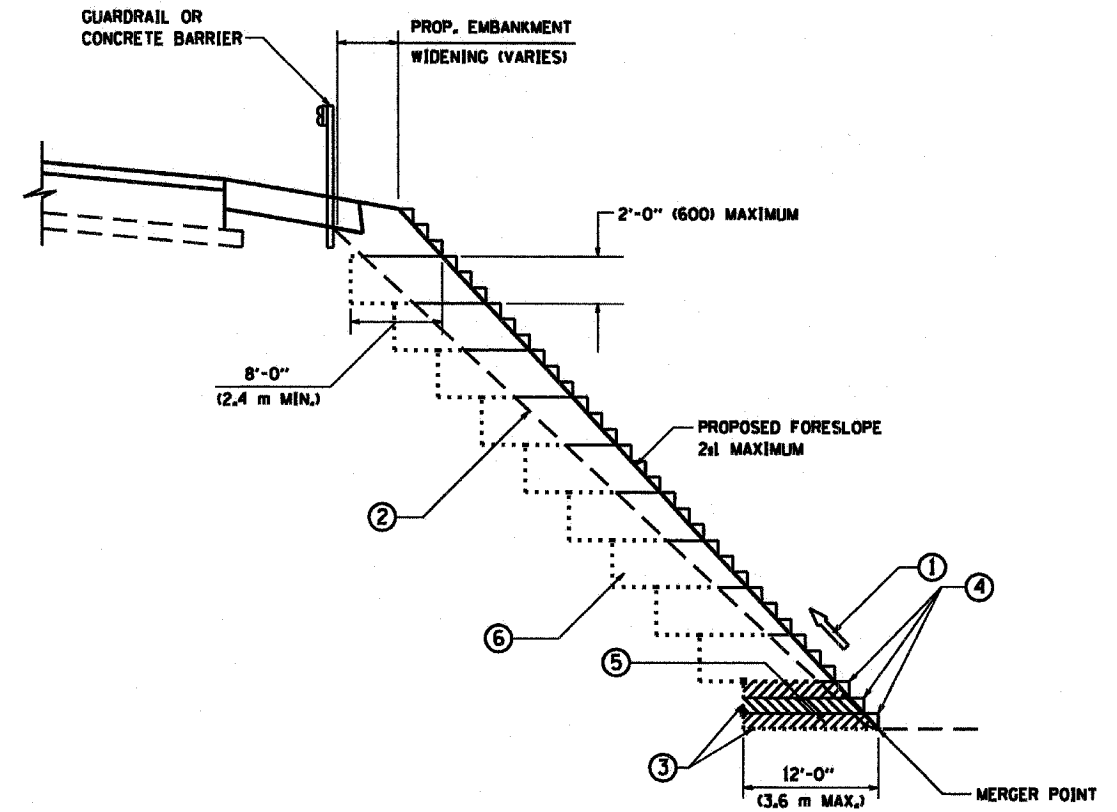 GUARDRAIL OR
CONCRETE BARRIER
PROP. EMBANKMENT
WIDENING (VARIES)
2'-0" (600) MAXIMUM
8'-0"
(2.4 m MIN.)
PROPOSED FORESLOPE
2:1 MAXIMUM
2
1
4
6
5
3
12'-0"
(3.6 m MAX.)
MERGER POINT